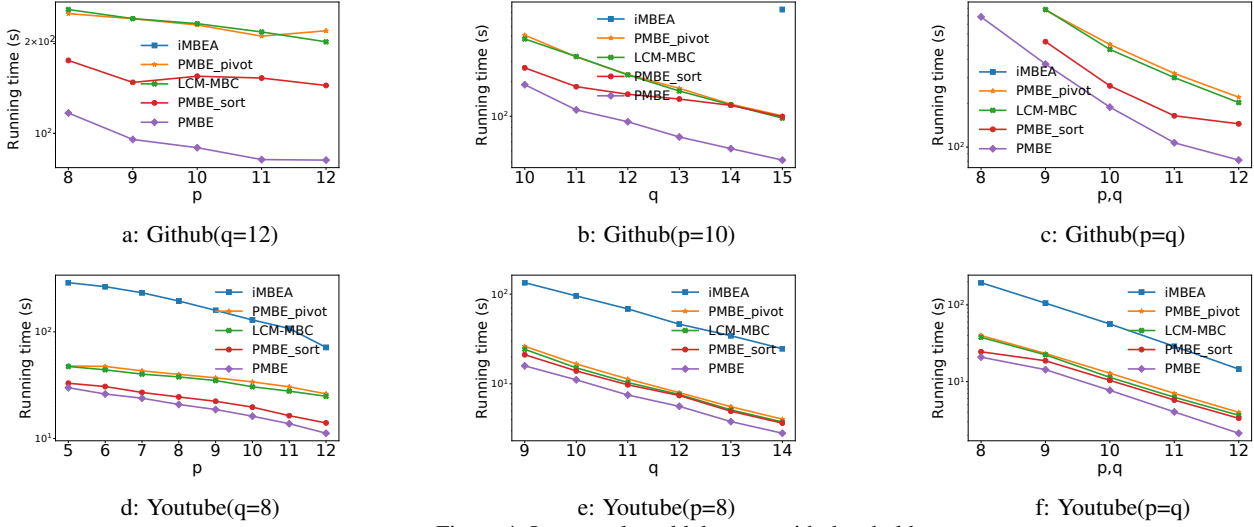 Running time (s)
2×10²
10²
iMBEA
PMBE_pivot
LCM-MBC
PMBE_sort
PMBE
8 9 10 11 12
p
a: Github(q=12)
Running time (s)
10²
iMBEA
PMBE_pivot
LCM-MBC
PMBE_sort
PMBE
10 11 12 13 14 15
q
b: Github(p=10)
Running time (s)
10²
iMBEA
PMBE_pivot
LCM-MBC
PMBE_sort
PMBE
8 9 10 11 12
p,q
c: Github(p=q)
Running time (s)
10²
10¹
iMBEA
PMBE_pivot
LCM-MBC
PMBE_sort
PMBE
5 6 7 8 9 10 11 12
p
d: Youtube(q=8)
Running time (s)
10²
10¹
iMBEA
PMBE_pivot
LCM-MBC
PMBE_sort
PMBE
9 10 11 12 13 14
q
e: Youtube(p=8)
Running time (s)
10²
10¹
iMBEA
PMBE_pivot
LCM-MBC
PMBE_sort
PMBE
8 9 10 11 12
p,q
f: Youtube(p=q)
Figure 4